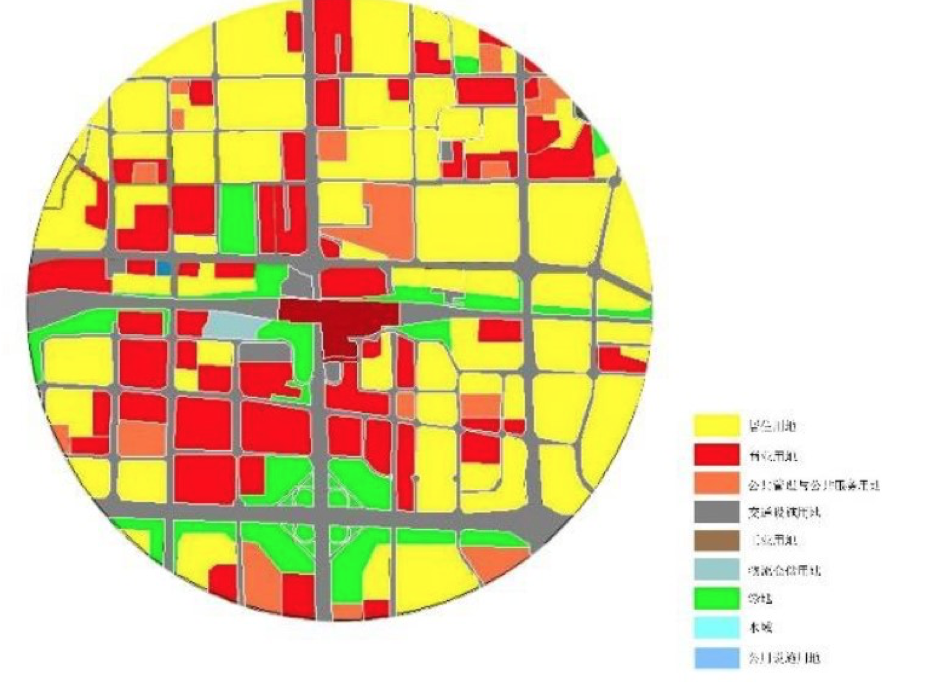 居住用地
商业用地
公共管理与公共服务用地
交通设施用地
工业用地
物流仓储用地
绿地
水域
公用设施用地